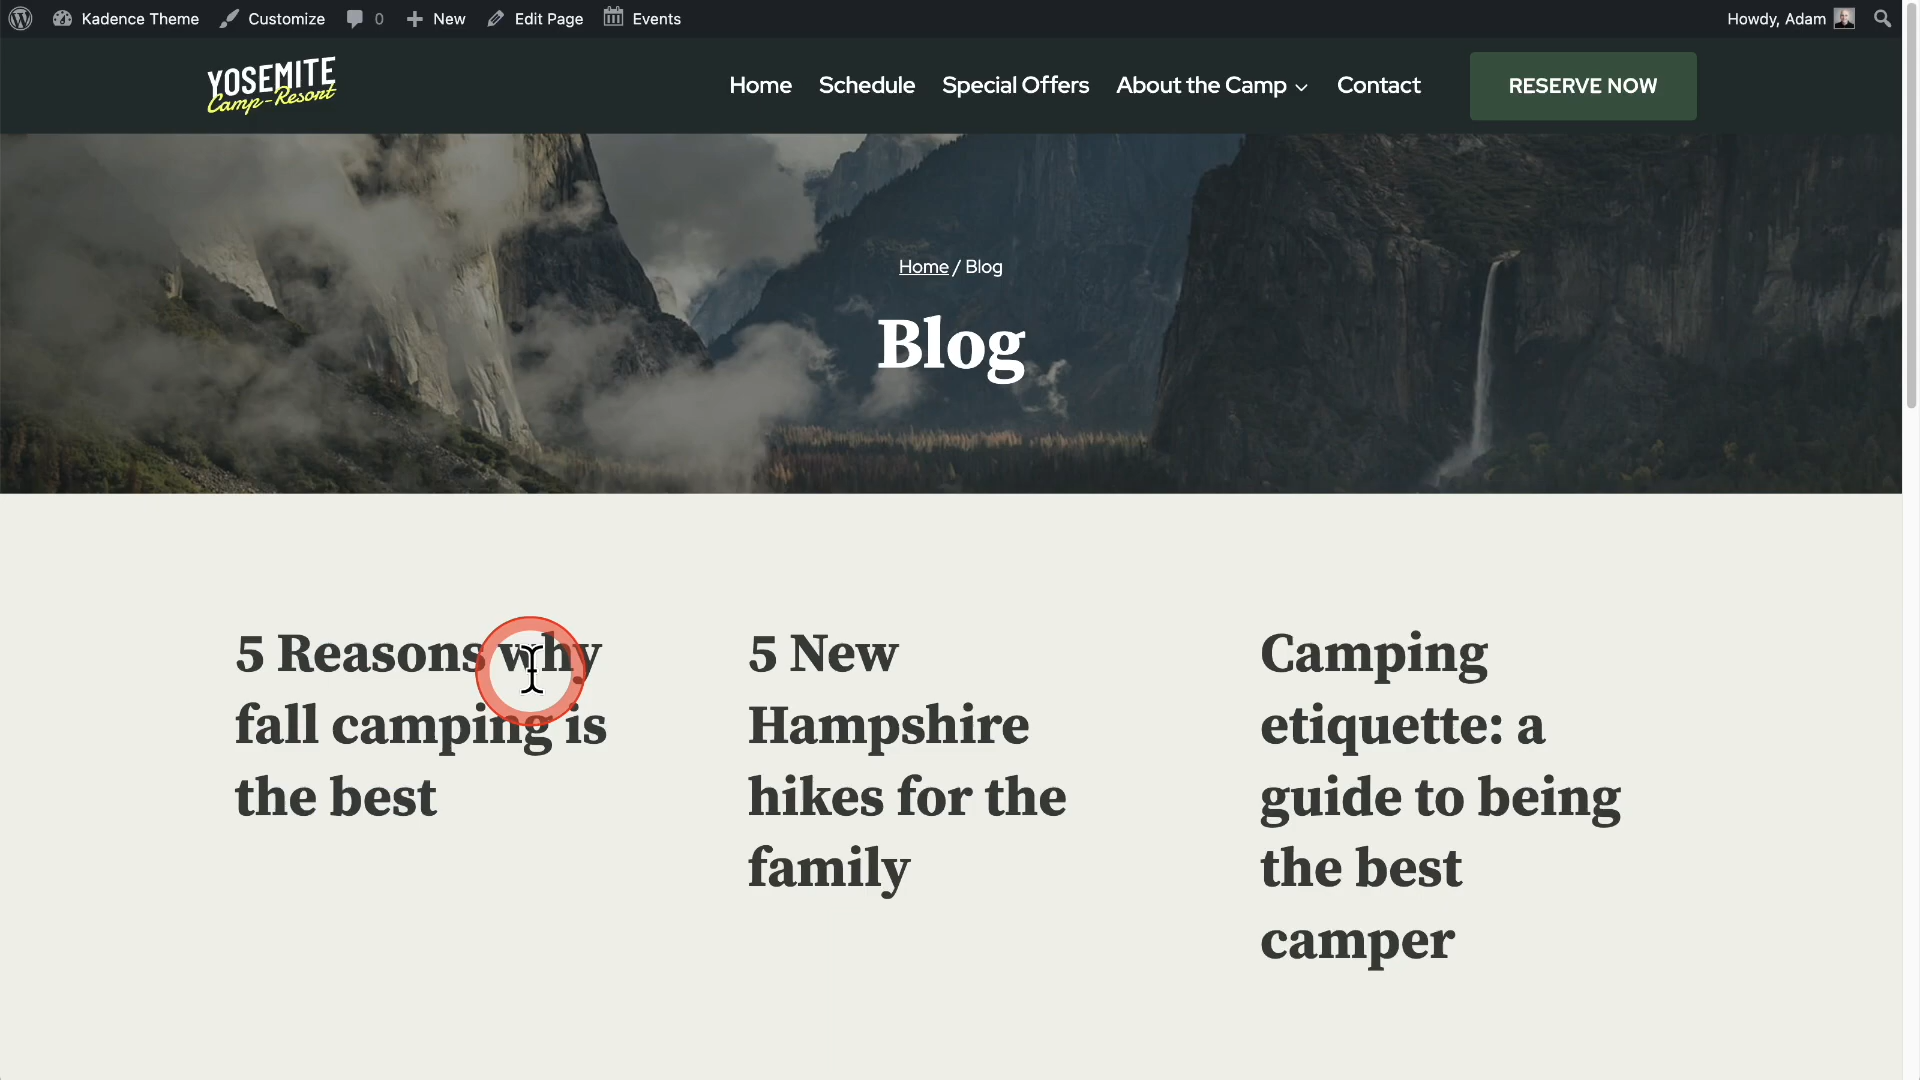 Kadence Theme Customize 0 New Edit Page Events Howdy, Adam
YOSEMITE
Camp-Resort
Home Schedule Special Offers About the Camp Contact RESERVE NOW
Home / Blog
Blog
5 Reasons why
fall camping is
the best
5 New
Hampshire
hikes for the
family
Camping
etiquette: a
guide to being
the best
camper